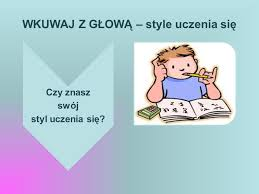 WKUWAJ Z GŁOWĄ – style uczenia się
Czy znasz
swój
styl uczenia się?